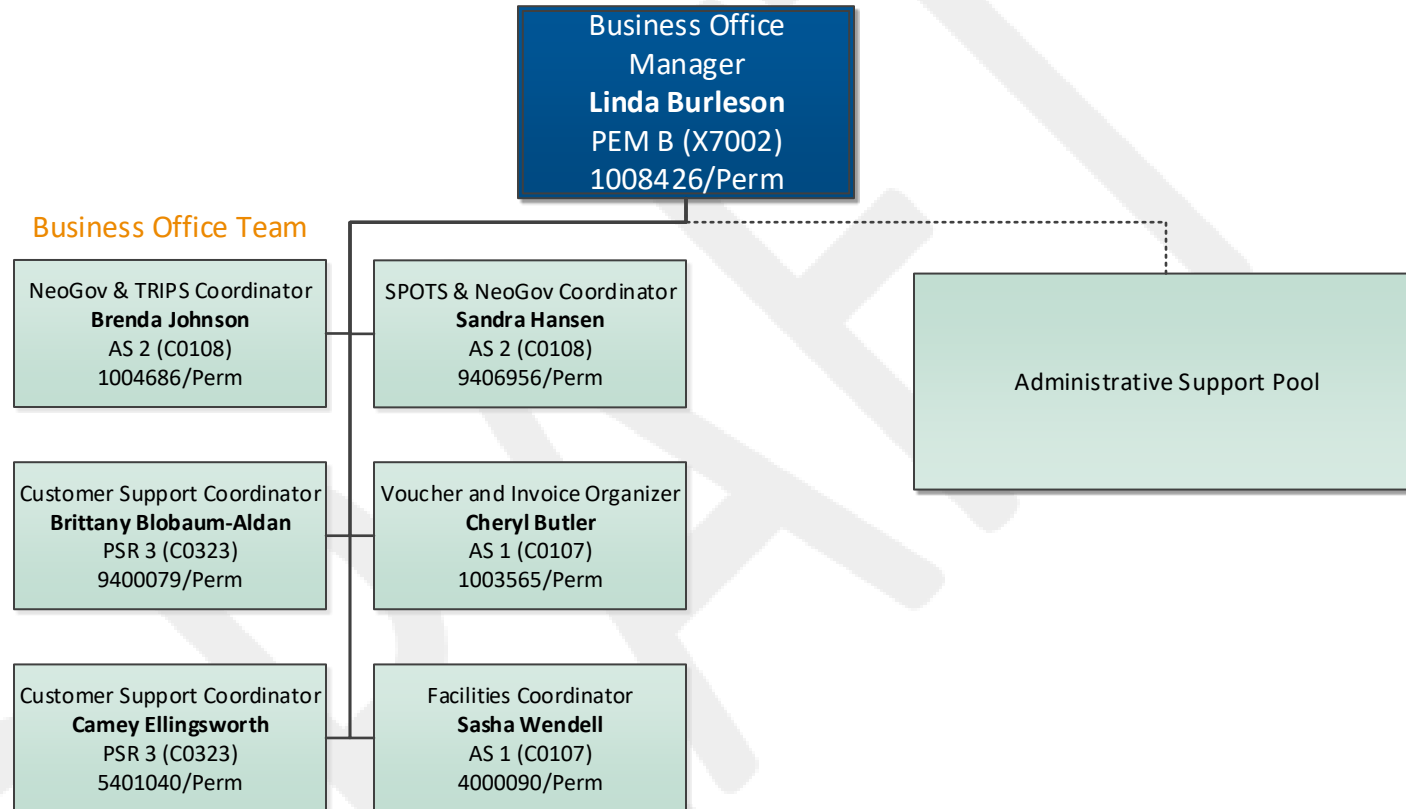 Business Office
Manager
Linda Burleson
PEM B (X7002)
1008426/Perm
Business Office Team
NeoGov & TRIPS Coordinator
Brenda Johnson
AS 2 (C0108)
1004686/Perm
SPOTS & NeoGov Coordinator
Sandra Hansen
AS 2 (C0108)
9406956/Perm
Administrative Support Pool
Customer Support Coordinator
Brittany Blobaum-Aldan
PSR 3 (C0323)
9400079/Perm
Voucher and Invoice Organizer
Cheryl Butler
AS 1 (C0107)
1003565/Perm
Customer Support Coordinator
Camey Ellingsworth
PSR 3 (C0323)
5401040/Perm
Facilities Coordinator
Sasha Wendell
AS 1 (C0107)
4000090/Perm